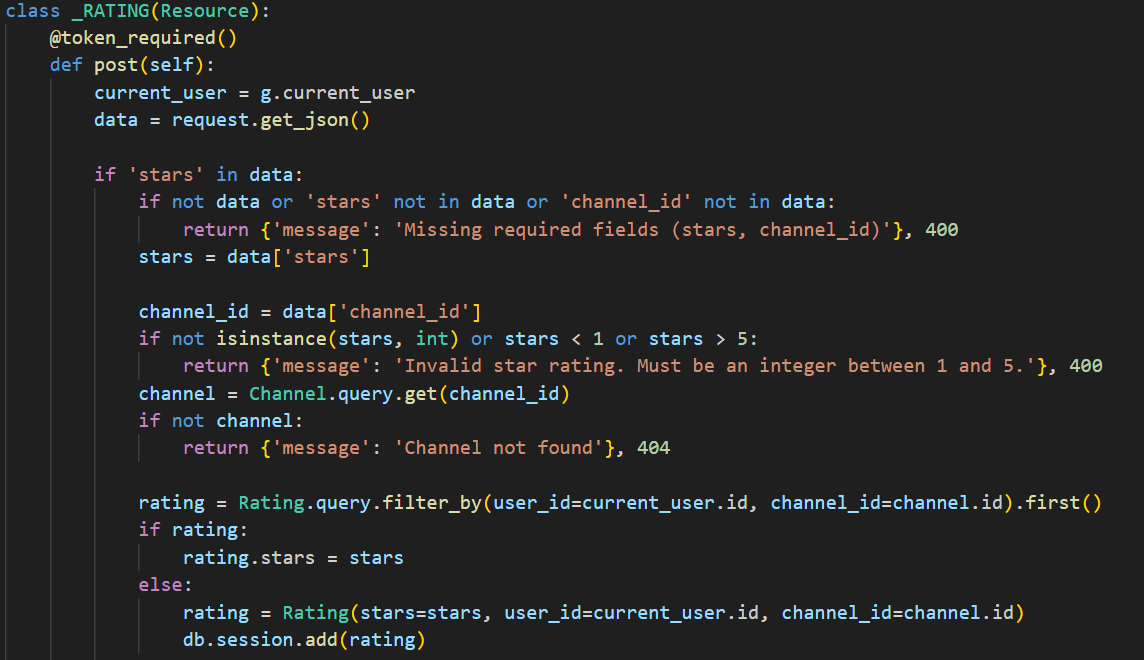 class _RATING(Resource):
    @token_required()
    def post(self):
        current_user = g.current_user
        data = request.get_json()

        if 'stars' in data:
            if not data or 'stars' not in data or 'channel_id' not in data:
                return {'message': 'Missing required fields (stars, channel_id)'}, 400
            stars = data['stars']

            channel_id = data['channel_id']
            if not isinstance(stars, int) or stars < 1 or stars > 5:
                return {'message': 'Invalid star rating. Must be an integer between 1 and 5.'}, 400
            channel = Channel.query.get(channel_id)
            if not channel:
                return {'message': 'Channel not found'}, 404

            rating = Rating.query.filter_by(user_id=current_user.id, channel_id=channel.id).first()
            if rating:
                rating.stars = stars
            else:
                rating = Rating(stars=stars, user_id=current_user.id, channel_id=channel.id)
                db.session.add(rating)